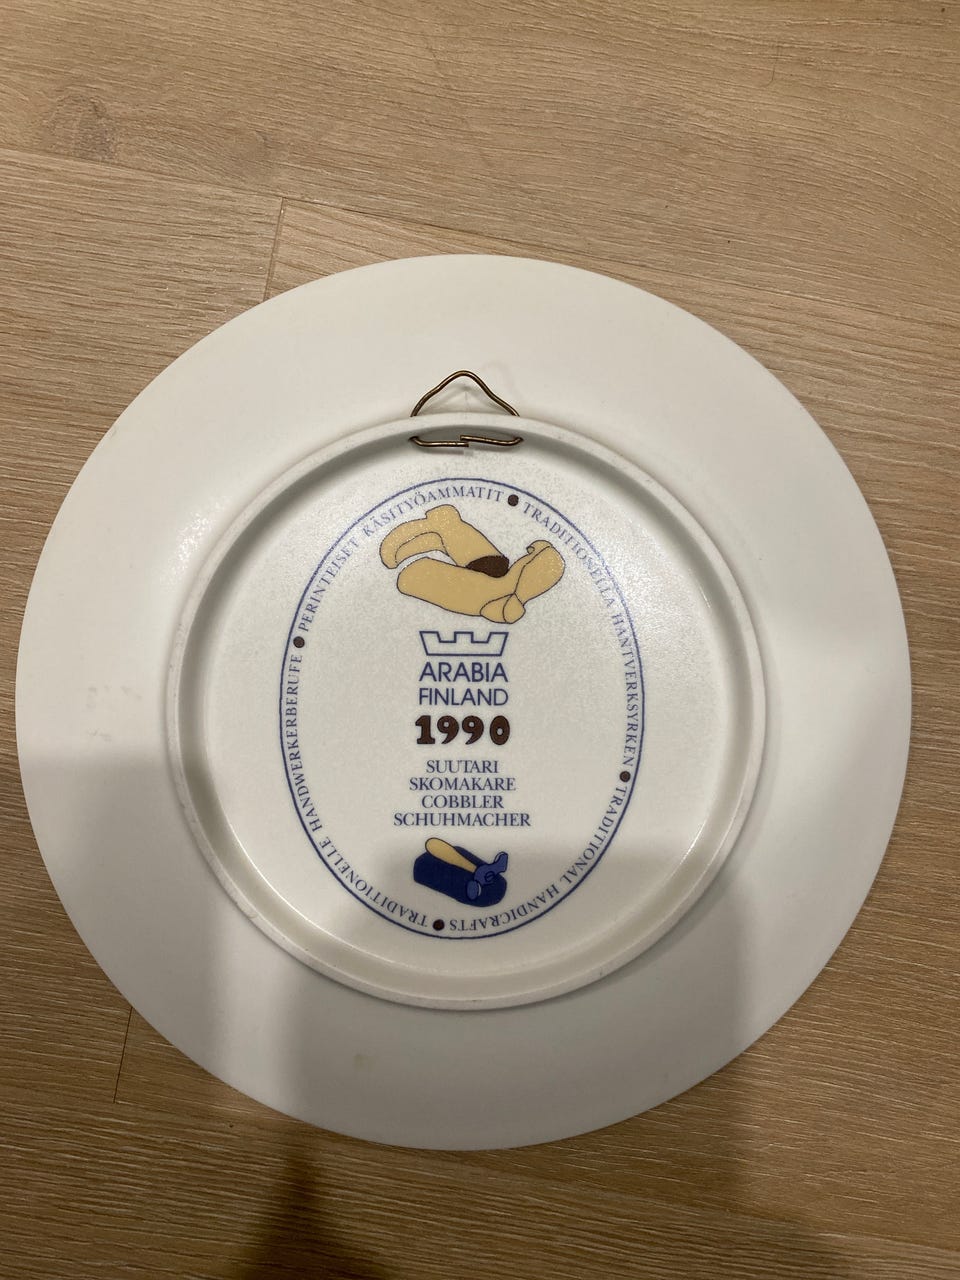 PERINTEISET KÄSITYÖAMMATIT
TRADITIONELLA HANTVERKSYRKEN
TRADITIONAL HANDICRAFTS
TRADITIONELLE HANDWERKERBERUFE
ARABIA
FINLAND
1990
SUUTARI
SKOMAKARE
COBBLER
SCHUHMACHER